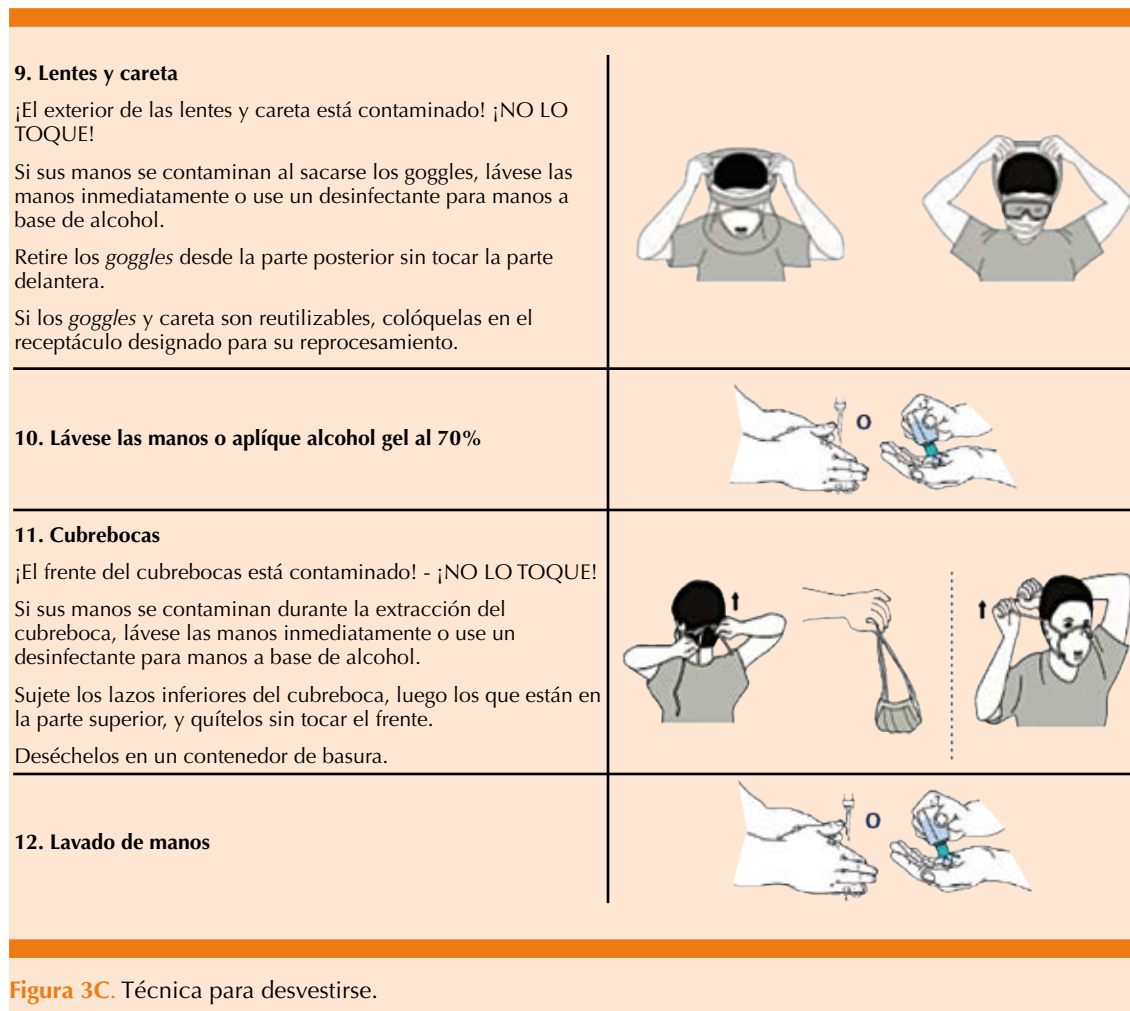 9. Lentes y careta
¡El exterior de las lentes y careta está contaminado! ¡NO LO
TOQUE!
Si sus manos se contaminan al sacarse los goggles, lávese las
manos inmediatamente o use un desinfectante para manos a
base de alcohol.
Retire los goggles desde la parte posterior sin tocar la parte
delantera.
Si los goggles y careta son reutilizables, colóquelas en el
receptáculo designado para su reprocesamiento.
10. Lávese las manos o aplíque alcohol gel al 70%
O
11. Cubrebocas
¡El frente del cubrebocas está contaminado! - ¡NO LO TOQUE!
Si sus manos se contaminan durante la extracción del
cubreboca, lávese las manos inmediatamente o use un
desinfectante para manos a base de alcohol.
Sujete los lazos inferiores del cubreboca, luego los que están en
la parte superior, y quítelos sin tocar el frente.
Deséchelos en un contenedor de basura.
12. Lavado de manos
O
Figura 3C. Técnica para desvestirse.